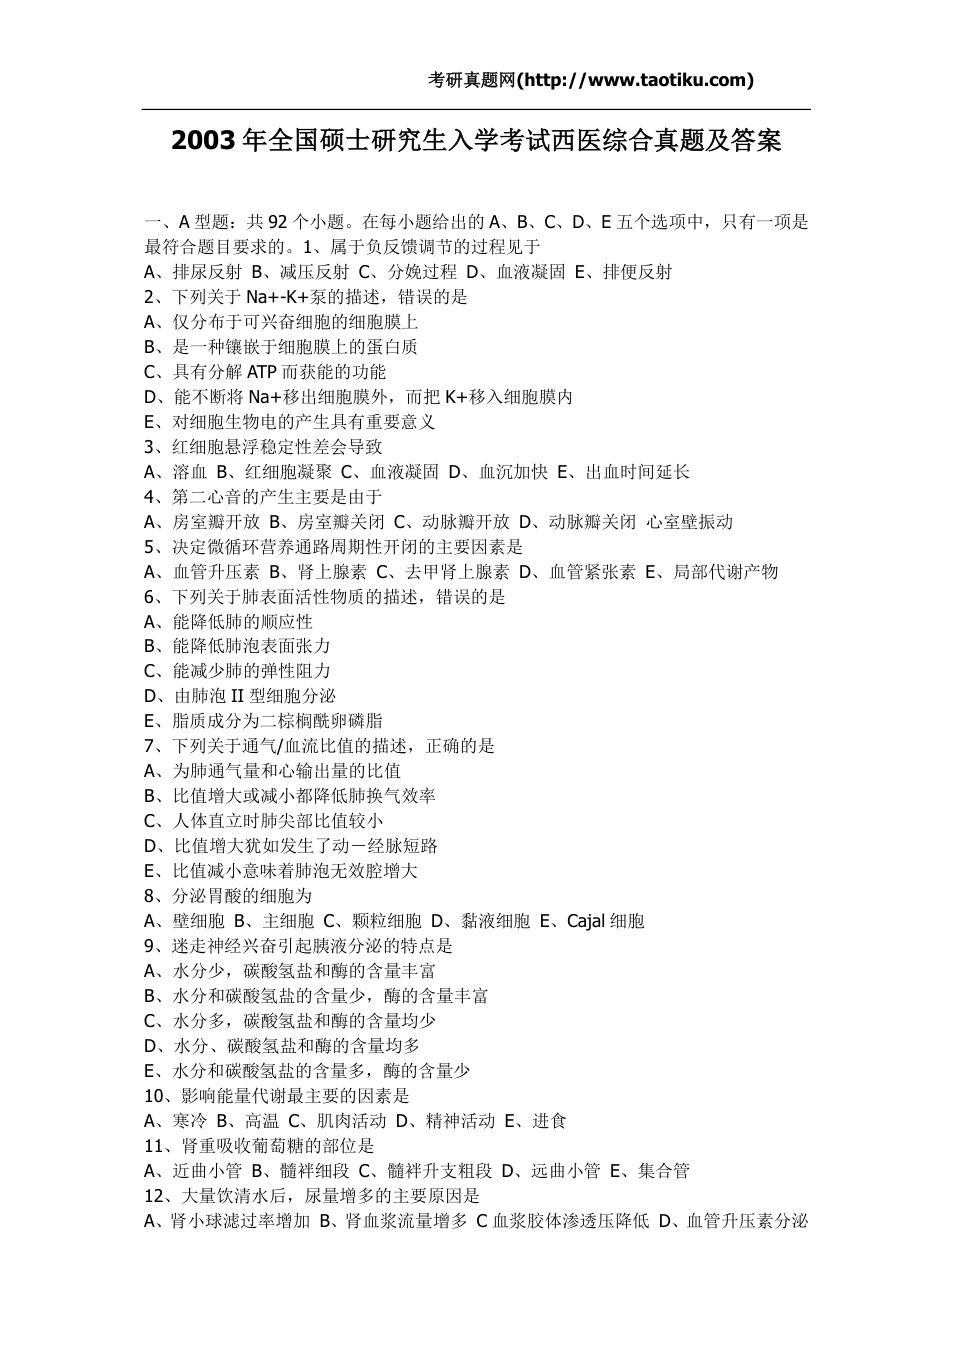 考研真题网(http://www.taotiku.com)
2003 年全国硕士研究生入学考试西医综合真题及答案
一、A 型题：共 92 个小题。在每小题给出的 A、B、C、D、E 五个选项中，只有一项是
最符合题目要求的。1、属于负反馈调节的过程见于
A、排尿反射 B、减压反射 C、分娩过程 D、血液凝固 E、排便反射
2、下列关于 Na+-K+泵的描述，错误的是
A、仅分布于可兴奋细胞的细胞膜上
B、是一种镶嵌于细胞膜上的蛋白质
C、具有分解 ATP 而获能的功能
D、能不断将 Na+移出细胞膜外，而把 K+移入细胞膜内
E、对细胞生物电的产生具有重要意义
3、红细胞悬浮稳定性差会导致
A、溶血 B、红细胞凝聚 C、血液凝固 D、血沉加快 E、出血时间延长
4、第二心音的产生主要是由于
A、房室瓣开放 B、房室瓣关闭 C、动脉瓣开放 D、动脉瓣关闭 心室壁振动
5、决定微循环营养通路周期性开闭的主要因素是
A、血管升压素 B、肾上腺素 C、去甲肾上腺素 D、血管紧张素 E、局部代谢产物
6、下列关于肺表面活性物质的描述，错误的是
A、能降低肺的顺应性
B、能降低肺泡表面张力
C、能减少肺的弹性阻力
D、由肺泡 II 型细胞分泌
E、脂质成分为二棕榈酰卵磷脂
7、下列关于通气/血流比值的描述，正确的是
A、为肺通气量和心输出量的比值
B、比值增大或减小都降低肺换气效率
C、人体直立时肺尖部比值较小
D、比值增大犹如发生了动－经脉短路
E、比值减小意味着肺泡无效腔增大
8、分泌胃酸的细胞为
A、壁细胞 B、主细胞 C、颗粒细胞 D、黏液细胞 E、Cajal 细胞
9、迷走神经兴奋引起胰液分泌的特点是
A、水分少，碳酸氢盐和酶的含量丰富
B、水分和碳酸氢盐的含量少，酶的含量丰富
C、水分多，碳酸氢盐和酶的含量均少
D、水分、碳酸氢盐和酶的含量均多
E、水分和碳酸氢盐的含量多，酶的含量少
10、影响能量代谢最主要的因素是
A、寒冷 B、高温 C、肌肉活动 D、精神活动 E、进食
11、肾重吸收葡萄糖的部位是
A、近曲小管 B、髓袢细段 C、髓袢升支粗段 D、远曲小管 E、集合管
12、大量饮清水后，尿量增多的主要原因是
A、肾小球滤过率增加 B、肾血浆流量增多 C 血浆胶体渗透压降低 D、血管升压素分泌